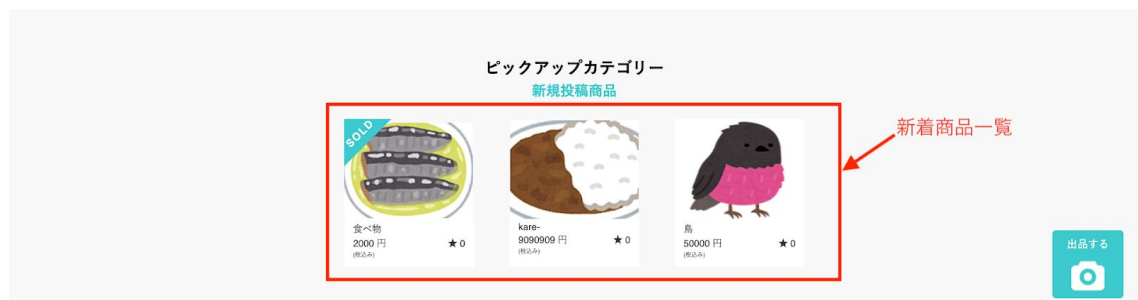 ピックアップカテゴリー
新規投稿商品
新着商品一覧
SOLD
食べ物
2000 円
★ 0
(税込み)
kare-
9090909 円
★ 0
(税込み)
鳥
50000 円
★ 0
(税込み)
出品する